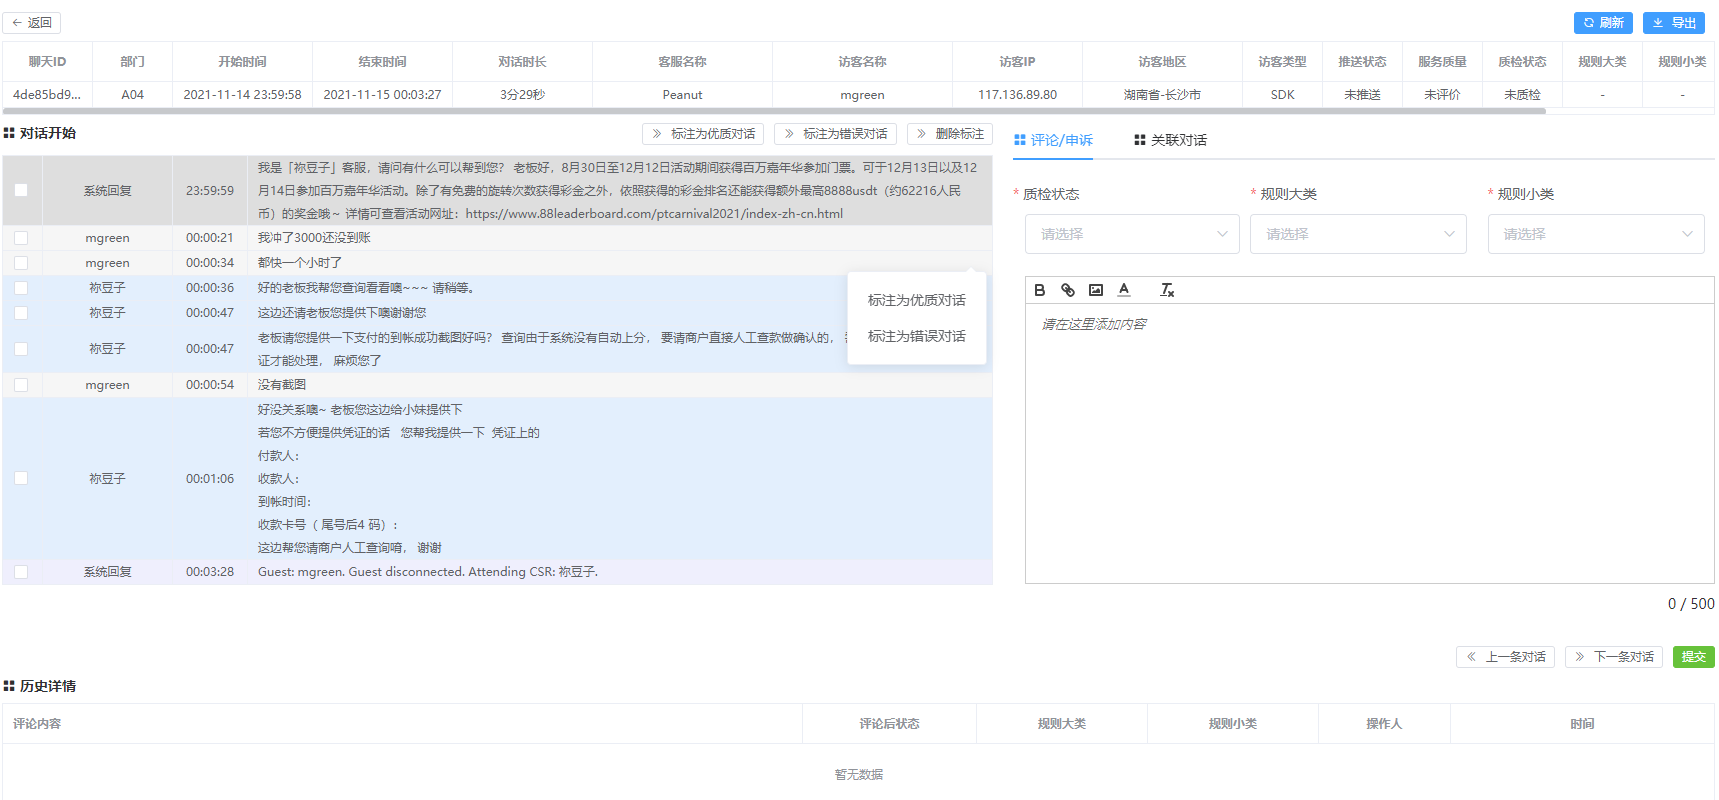 返回
刷新 导出
聊天ID 部门 开始时间 结束时间 对话时长 客服名称 访客名称 访客IP 访客地区 访客类型 推送状态 服务质量 质检状态 规则大类 规则小类
4de85bd9... A04 2021-11-14 23:59:58 2021-11-15 00:03:27 3分29秒 Peanut mgreen 117.136.89.80 湖南省-长沙市 SDK 未推送 未评价 未质检 - -
对话开始 标注为优质对话 标注为错误对话 删除标注
系统回复 23:59:59 我是「祢豆子」客服，请问有什么可以帮到您？ 老板好，8月30日至12月12日活动期间获得百万嘉年华参加门票。可于12月13日以及12
月14日参加百万嘉年华活动。除了有免费的旋转次数获得彩金之外，依照获得的彩金排名还能获得额外最高8888usdt（约62216人民
币）的奖金哦~ 详情可查看活动网址：https://www.88leaderboard.com/ptcarnival2021/index-zh-cn.html
mgreen 00:00:21 我冲了3000还没到账
mgreen 00:00:34 都快一个小时了
祢豆子 00:00:36 好的老板我帮您查询看看噢~~~ 请稍等。
祢豆子 00:00:47 这边还请老板您提供下噢谢谢您
祢豆子 00:00:47 老板请您提供一下支付的到帐成功截图好吗？ 查询由于系统没有自动上分， 要请商户直接人工查款做确认的，
证才能处理， 麻烦您了
mgreen 00:00:54 没有截图
祢豆子 00:01:06 好没关系噢~ 老板您这边给小妹提供下
若您不方便提供凭证的话 您帮我提供一下 凭证上的
付款人：
收款人：
到帐时间：
收款卡号（ 尾号后4 码）：
这边帮您请商户人工查询唷， 谢谢
系统回复 00:03:28 Guest: mgreen. Guest disconnected. Attending CSR: 祢豆子.
标注为优质对话
标注为错误对话
评论/申诉 关联对话
* 质检状态 * 规则大类 * 规则小类
请选择 请选择 请选择
B A Tx
请在这里添加内容
0 / 500
上一条对话 下一条对话 提交
历史详情
评论内容 评论后状态 规则大类 规则小类 操作人 时间
暂无数据